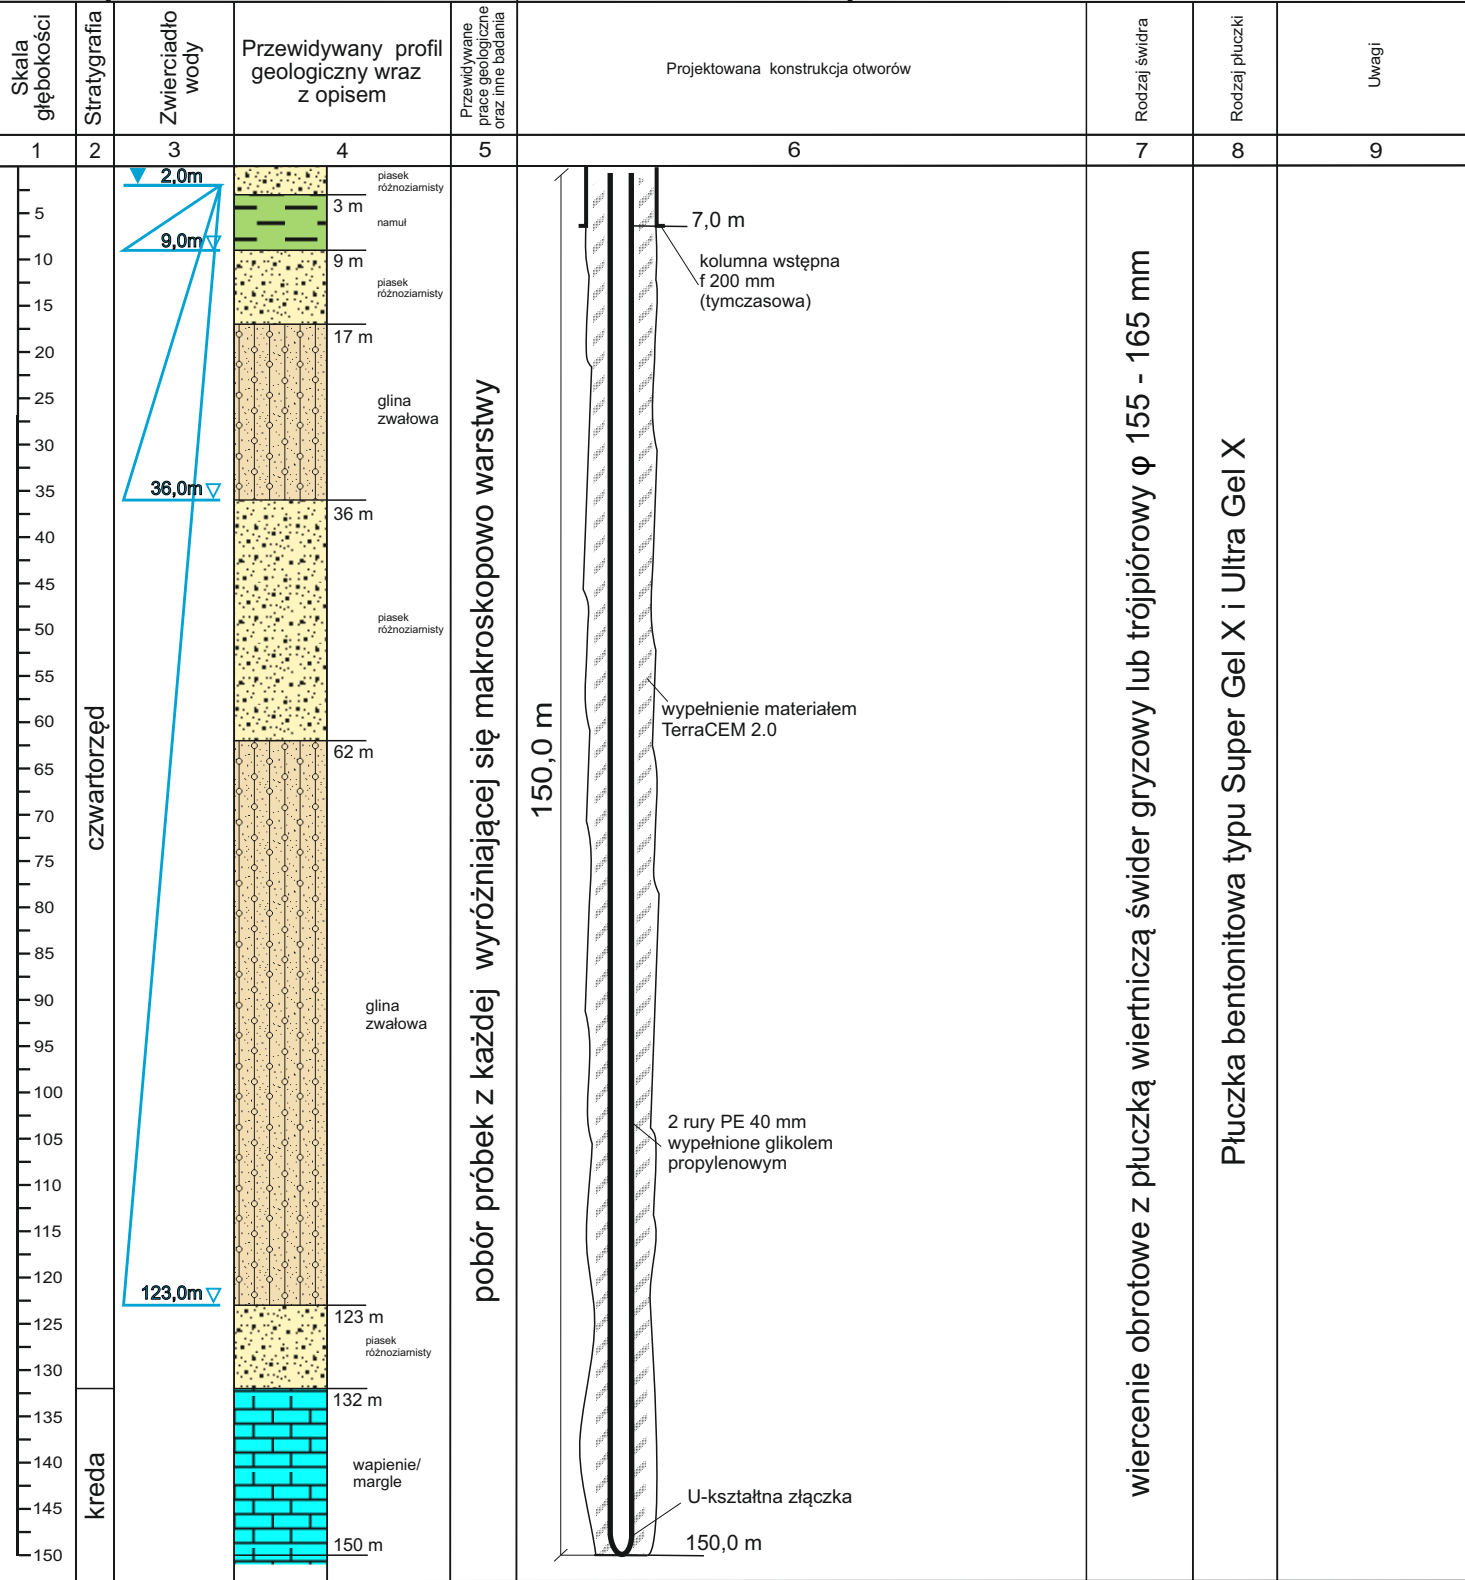 Skala
głębokości
Stratygrafia
Zwierciadło
wody
Przewidywany profil
geologiczny wraz
z opisem
Przewidywane
prace geologiczne
oraz inne badania
Projektowana konstrukcja otworów
Rodzaj świdra
Rodzaj płuczki
Uwagi
1
2
3
4
5
6
7
8
9
5
10
15
20
25
30
35
40
45
50
55
60
65
70
75
80
85
90
95
100
105
110
115
120
125
130
135
140
145
150
czwartorzęd
kreda
2,0m
9,0m
36,0m
123,0m
piasek
różnoziarnisty
3 m
namuł
9 m
piasek
różnoziarnisty
17 m
glina
zwałowa
36 m
piasek
różnoziarnisty
62 m
glina
zwałowa
123 m
piasek
różnoziarnisty
132 m
wapienie/
margle
150 m
pobór próbek z każdej wyróżniającej się makroskopowo warstwy
150,0 m
7,0 m
kolumna wstępna
f 200 mm
(tymczasowa)
wypełnienie materiałem
TerraCEM 2.0
2 rury PE 40 mm
wypełnione glikolem
propylenowym
U-kształtna złączka
150,0 m
wiercenie obrotowe z płuczką wiertniczą świder gryzowy lub trójpiórowy φ 155 - 165 mm
Płuczka bentonitowa typu Super Gel X i Ultra Gel X